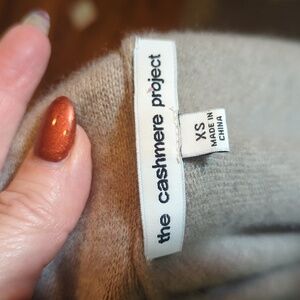 the cashmere project
XS
MADE IN
CHINA